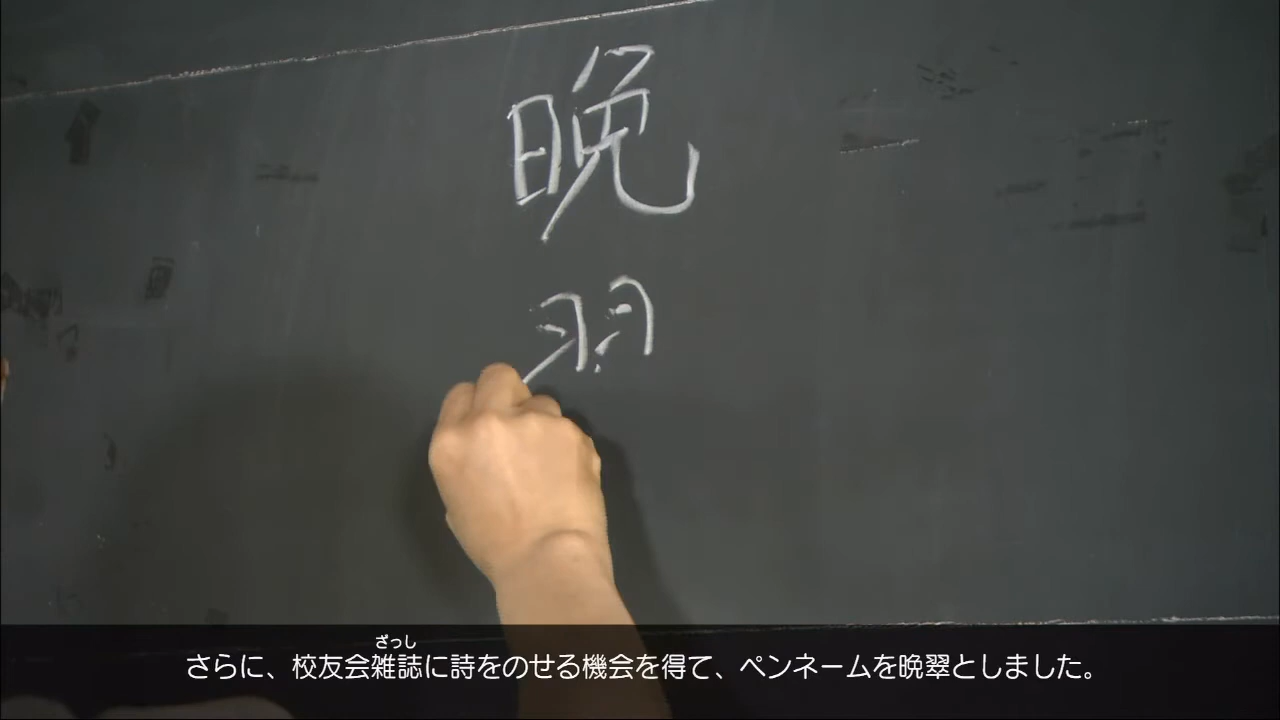 晩
羽
ざっし
さらに、校友会雑誌に詩をのせる機会を得て、ペンネームを晩翠としました。